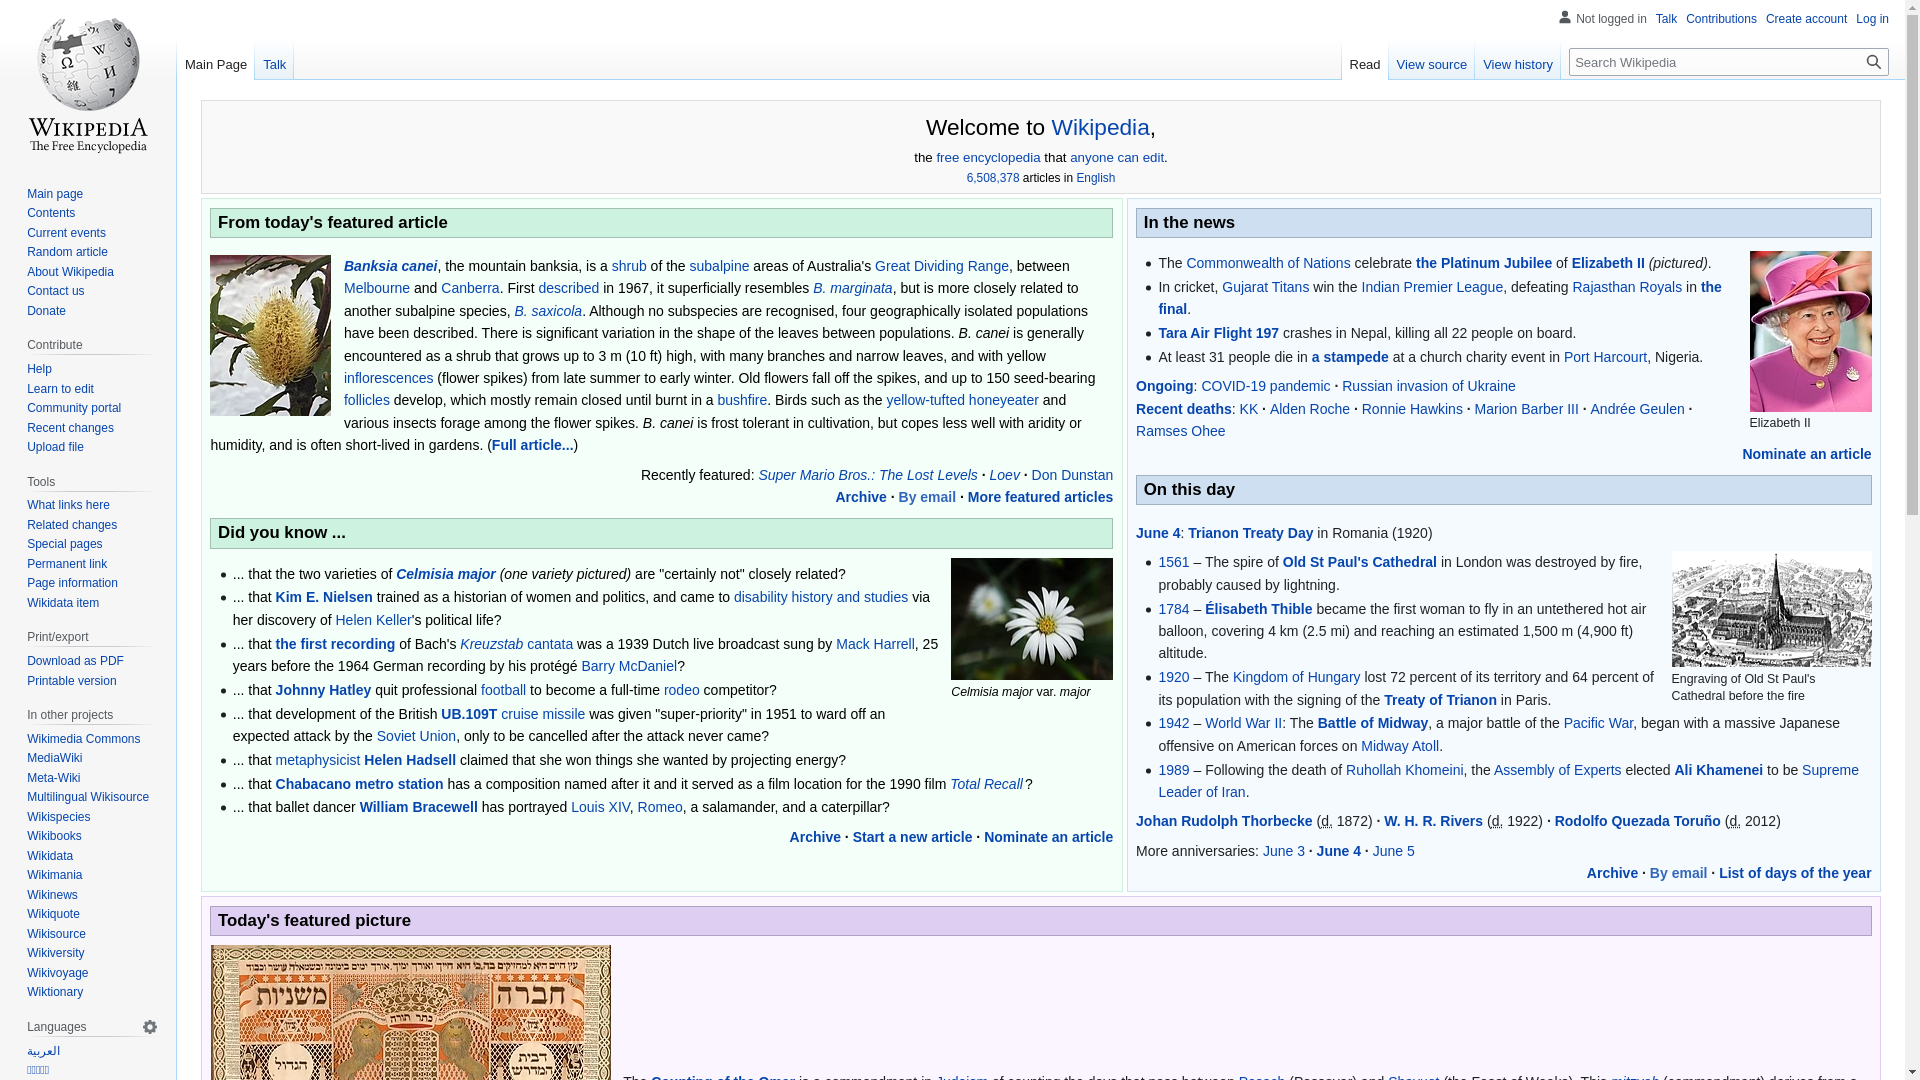 WIKIPEDIA
The Free Encyclopedia
Not logged in Talk Contributions Create account Log in
Main Page Talk
Read View source View history Search Wikipedia
Main page
Contents
Current events
Random article
About Wikipedia
Contact us
Donate
Contribute
Help
Learn to edit
Community portal
Recent changes
Upload file
Tools
What links here
Related changes
Special pages
Permanent link
Page information
Wikidata item
Print/export
Download as PDF
Printable version
In other projects
Wikimedia Commons
MediaWiki
Meta-Wiki
Multilingual Wikisource
Wikispecies
Wikibooks
Wikidata
Wikimania
Wikinews
Wikiquote
Wikisource
Wikiversity
Wikivoyage
Wiktionary
Languages
العربية
Welcome to Wikipedia,
the free encyclopedia that anyone can edit.
6,508,378 articles in English
From today's featured article
Banksia canei, the mountain banksia, is a shrub of the subalpine areas of Australia's Great Dividing Range, between
Melbourne and Canberra. First described in 1967, it superficially resembles B. marginata, but is more closely related to
another subalpine species, B. saxicola. Although no subspecies are recognised, four geographically isolated populations
have been described. There is significant variation in the shape of the leaves between populations. B. canei is generally
encountered as a shrub that grows up to 3 m (10 ft) high, with many branches and narrow leaves, and with yellow
inflorescences (flower spikes) from late summer to early winter. Old flowers fall off the spikes, and up to 150 seed-bearing
follicles develop, which mostly remain closed until burnt in a bushfire. Birds such as the yellow-tufted honeyeater and
various insects forage among the flower spikes. B. canei is frost tolerant in cultivation, but copes less well with aridity or
humidity, and is often short-lived in gardens. (Full article...)
Recently featured: Super Mario Bros.: The Lost Levels · Loev · Don Dunstan
Archive · By email · More featured articles
Did you know ...
... that the two varieties of Celmisia major (one variety pictured) are "certainly not" closely related?
... that Kim E. Nielsen trained as a historian of women and politics, and came to disability history and studies via
her discovery of Helen Keller's political life?
... that the first recording of Bach's Kreuzstab cantata was a 1939 Dutch live broadcast sung by Mack Harrell, 25
years before the 1964 German recording by his protégé Barry McDaniel?
... that Johnny Hatley quit professional football to become a full-time rodeo competitor?
... that development of the British UB.109T cruise missile was given "super-priority" in 1951 to ward off an
expected attack by the Soviet Union, only to be cancelled after the attack never came?
... that metaphysicist Helen Hadsell claimed that she won things she wanted by projecting energy?
... that Chabacano metro station has a composition named after it and it served as a film location for the 1990 film Total Recall?
... that ballet dancer William Bracewell has portrayed Louis XIV, Romeo, a salamander, and a caterpillar?
Celmisia major var. major
Archive · Start a new article · Nominate an article
In the news
The Commonwealth of Nations celebrate the Platinum Jubilee of Elizabeth II (pictured).
In cricket, Gujarat Titans win the Indian Premier League, defeating Rajasthan Royals in the
final.
Tara Air Flight 197 crashes in Nepal, killing all 22 people on board.
At least 31 people die in a stampede at a church charity event in Port Harcourt, Nigeria.
Elizabeth II
Ongoing: COVID-19 pandemic · Russian invasion of Ukraine
Recent deaths: KK · Alden Roche · Ronnie Hawkins · Marion Barber III · Andrée Geulen ·
Ramses Ohee
Nominate an article
On this day
June 4: Trianon Treaty Day in Romania (1920)
1561 – The spire of Old St Paul's Cathedral in London was destroyed by fire,
probably caused by lightning.
1784 – Élisabeth Thible became the first woman to fly in an untethered hot air
balloon, covering 4 km (2.5 mi) and reaching an estimated 1,500 m (4,900 ft)
altitude.
1920 – The Kingdom of Hungary lost 72 percent of its territory and 64 percent of
its population with the signing of the Treaty of Trianon in Paris.
Engraving of Old St Paul's
Cathedral before the fire
1942 – World War II: The Battle of Midway, a major battle of the Pacific War, began with a massive Japanese
offensive on American forces on Midway Atoll.
1989 – Following the death of Ruhollah Khomeini, the Assembly of Experts elected Ali Khamenei to be Supreme
Leader of Iran.
Johan Rudolph Thorbecke (d. 1872) · W. H. R. Rivers (d. 1922) · Rodolfo Quezada Toruño (d. 2012)
More anniversaries: June 3 · June 4 · June 5
Archive · By email · List of days of the year
Today's featured picture
חברה משניות
הגדיל
The Counting of the Omer is a commandment in Judaism of counting the days that pass between Pesach (Passover) and Shavuot (the Feast of Weeks). This mitzvah (commandment) derives from a